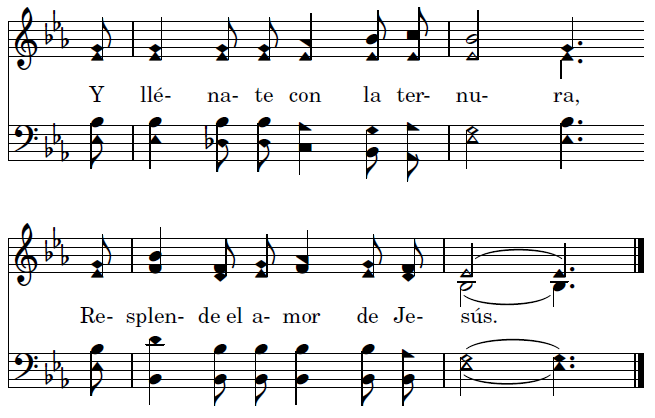 Y llé- na- te con la ter- nu- ra,
Re- splen- de el a- mor de Je- sús.